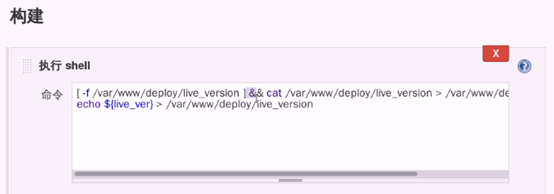 构建
执行 shell
X
命令
[ -f /var/www/deploy/live_version ] && cat /var/www/deploy/live_version > /var/www/de
echo ${live_ver} > /var/www/deploy/live_version